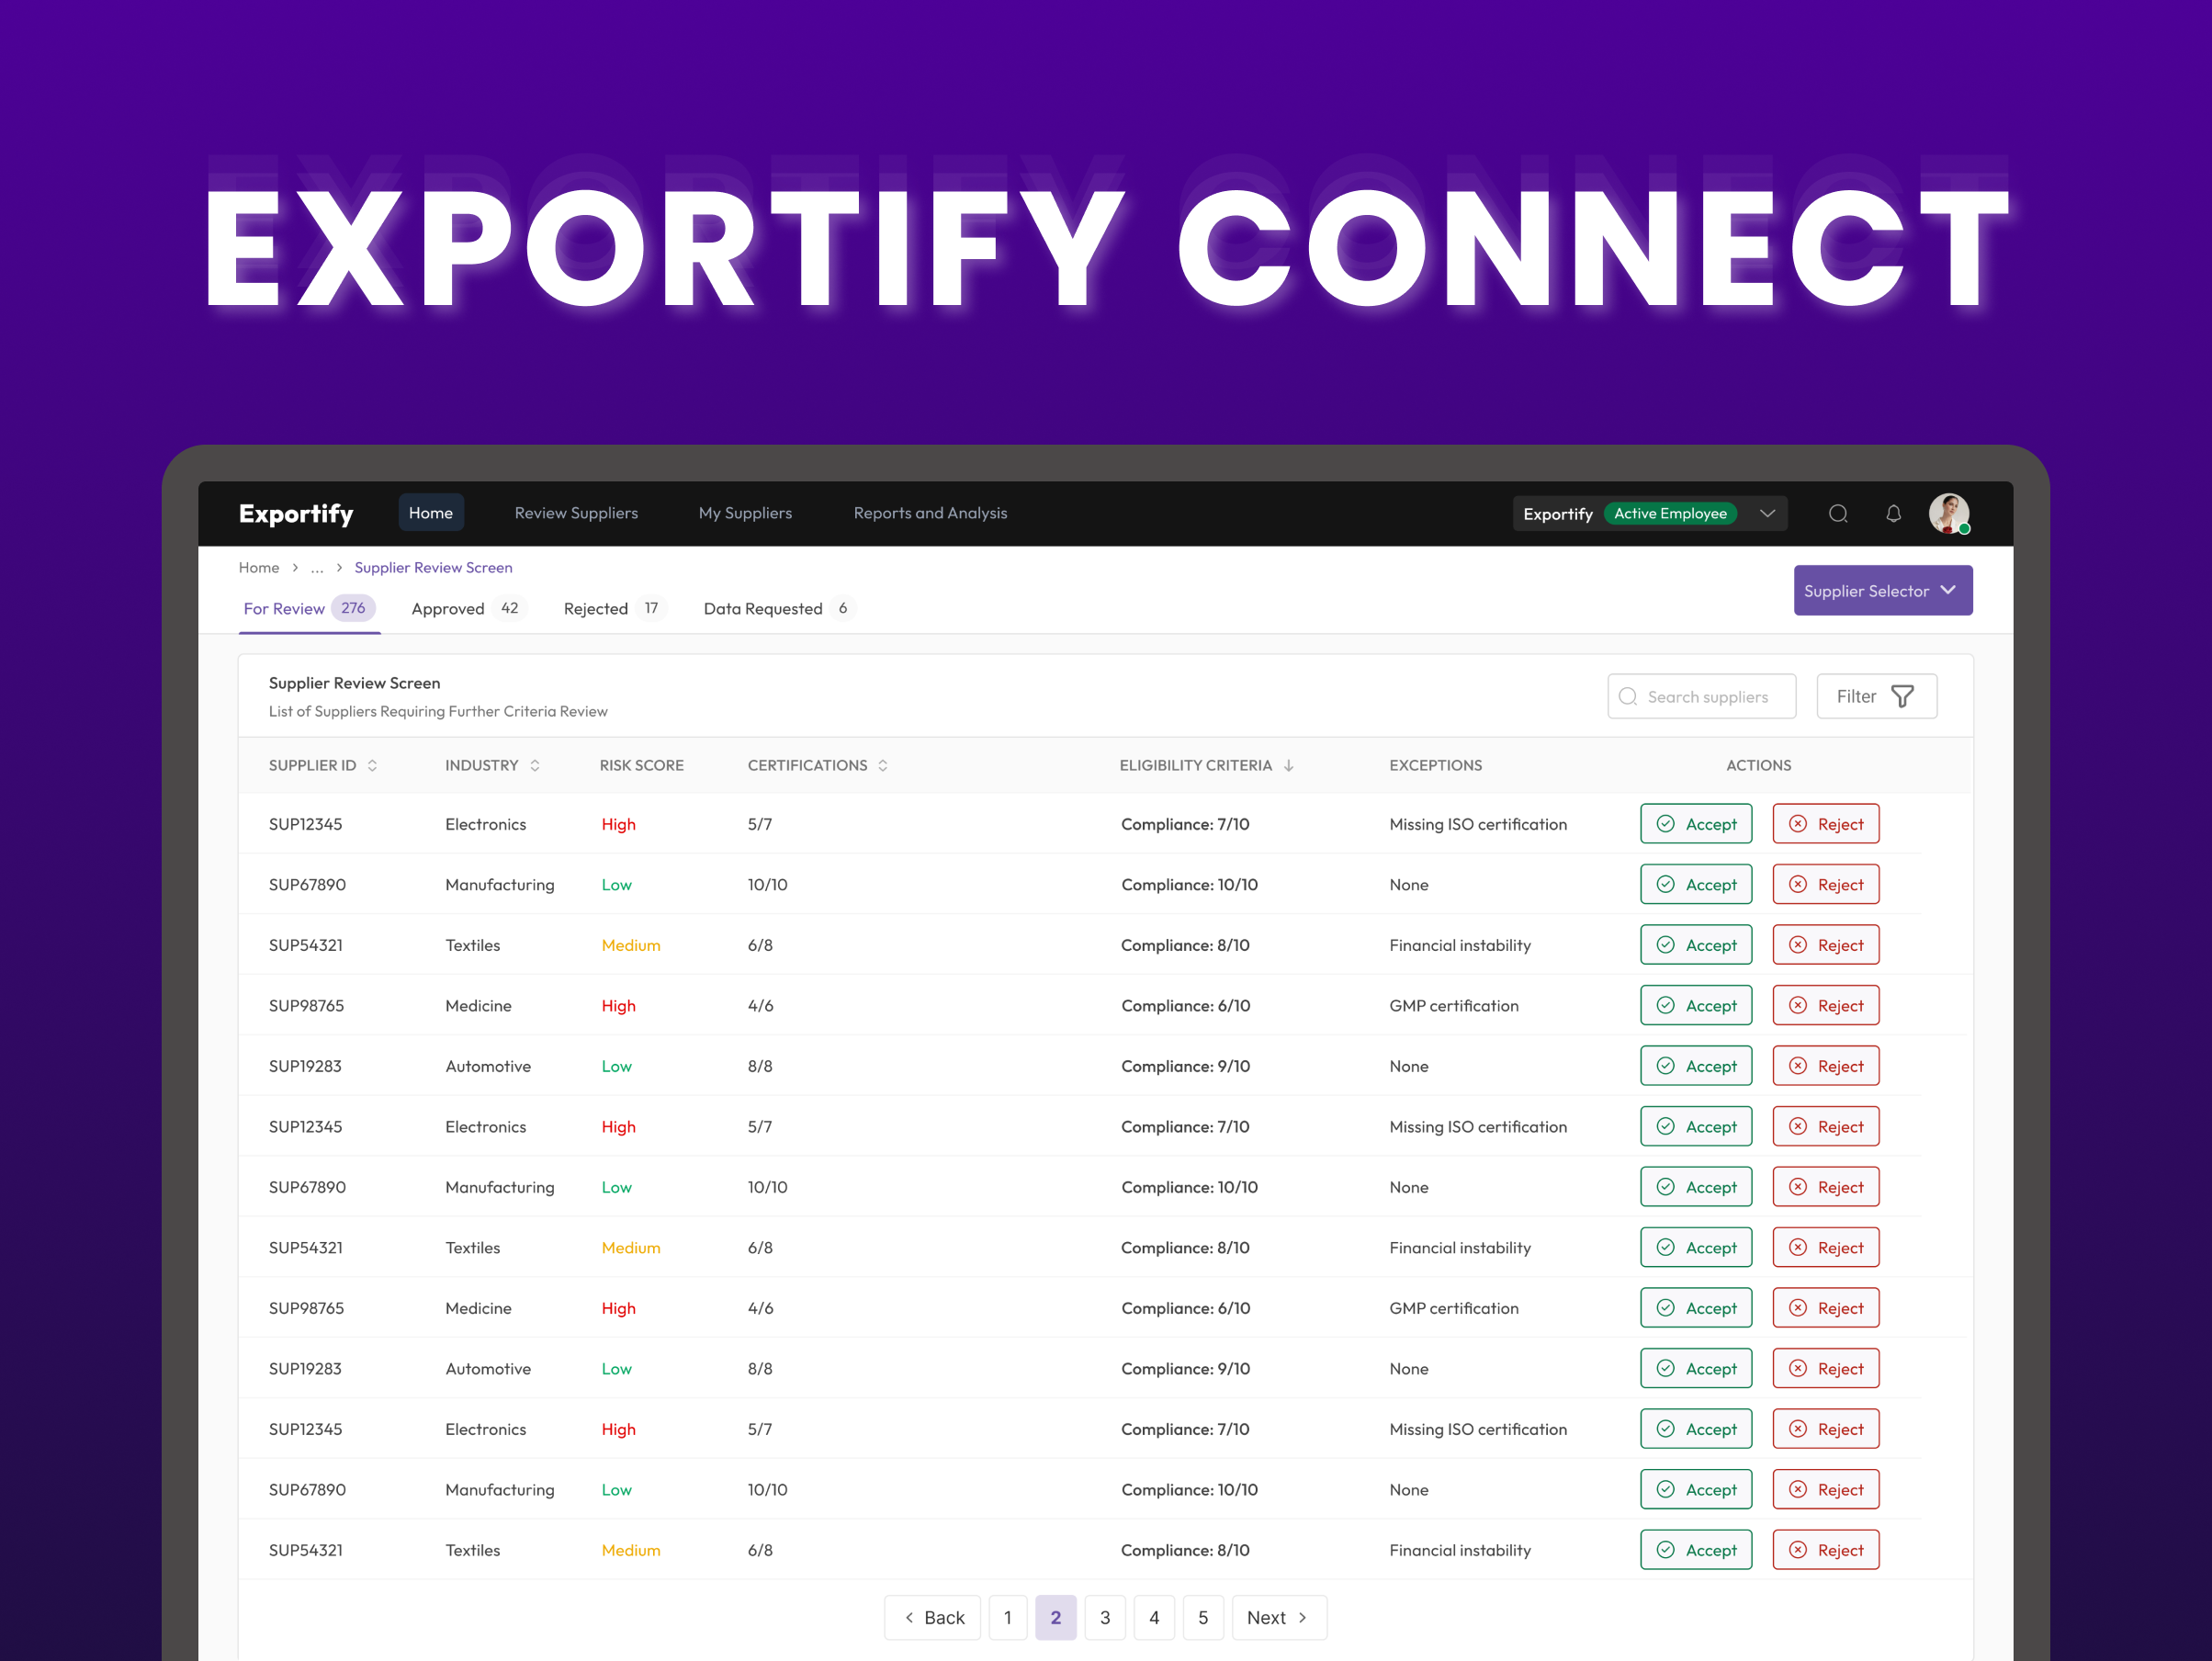 EXPORTIFY CONNECT
Exportify Home Review Suppliers My Suppliers Reports and Analysis Exportify Active Employee
Home > ... > Supplier Review Screen
Supplier Selector
For Review 276 Approved 42 Rejected 17 Data Requested 6
Supplier Review Screen
List of Suppliers Requiring Further Criteria Review
Search suppliers Filter
SUPPLIER ID INDUSTRY RISK SCORE CERTIFICATIONS ELIGIBILITY CRITERIA EXCEPTIONS ACTIONS
SUP12345 Electronics High 5/7 Compliance: 7/10 Missing ISO certification Accept Reject
SUP67890 Manufacturing Low 10/10 Compliance: 10/10 None Accept Reject
SUP54321 Textiles Medium 6/8 Compliance: 8/10 Financial instability Accept Reject
SUP98765 Medicine High 4/6 Compliance: 6/10 GMP certification Accept Reject
SUP19283 Automotive Low 8/8 Compliance: 9/10 None Accept Reject
SUP12345 Electronics High 5/7 Compliance: 7/10 Missing ISO certification Accept Reject
SUP67890 Manufacturing Low 10/10 Compliance: 10/10 None Accept Reject
SUP54321 Textiles Medium 6/8 Compliance: 8/10 Financial instability Accept Reject
SUP98765 Medicine High 4/6 Compliance: 6/10 GMP certification Accept Reject
SUP19283 Automotive Low 8/8 Compliance: 9/10 None Accept Reject
SUP12345 Electronics High 5/7 Compliance: 7/10 Missing ISO certification Accept Reject
SUP67890 Manufacturing Low 10/10 Compliance: 10/10 None Accept Reject
SUP54321 Textiles Medium 6/8 Compliance: 8/10 Financial instability Accept Reject
< Back 1 2 3 4 5 Next >